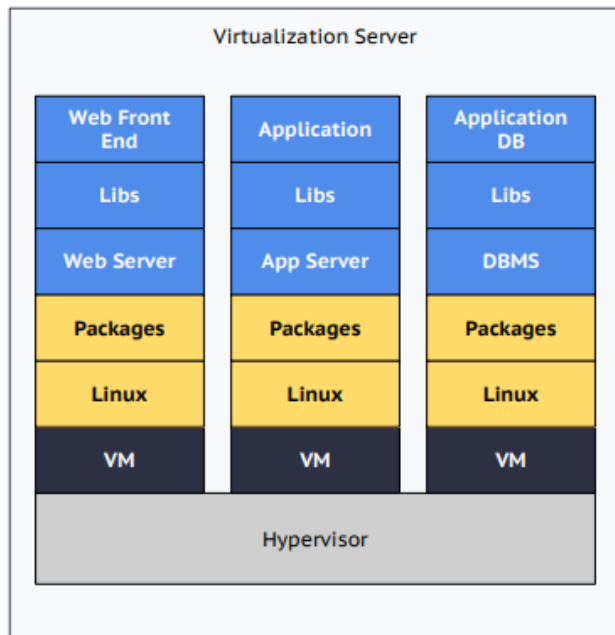 Virtualization Server
Web Front
End
Application
Application
DB
Libs
Libs
Libs
Web Server
App Server
DBMS
Packages
Packages
Packages
Linux
Linux
Linux
VM
VM
VM
Hypervisor